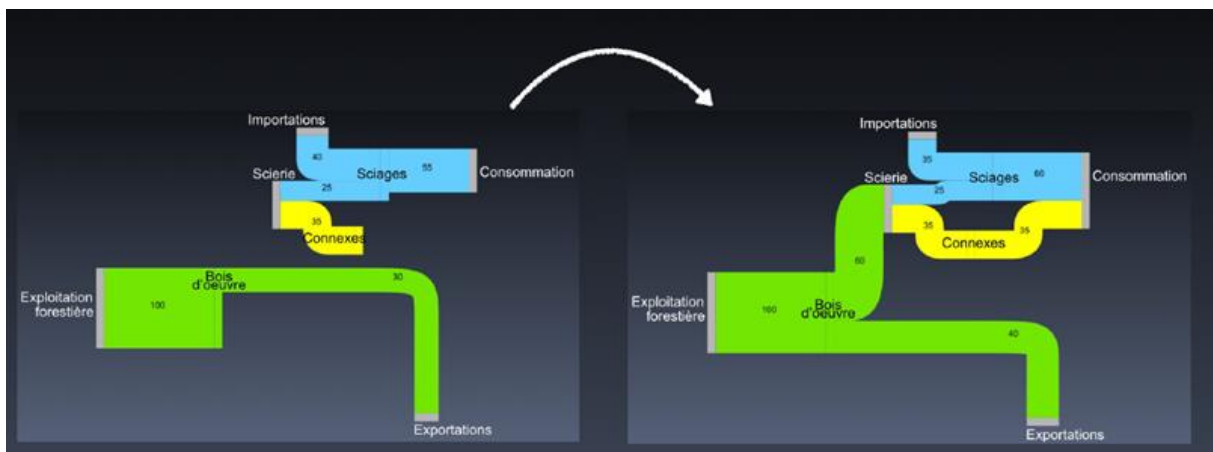 Importations
40
55
Sciages
Scierie
Consommation
25
35
Connexes
Exploitation
forestière
100
Bois
d'oeuvre
30
Exportations
Importations
35
60
Sciages
Scierie
Consommation
25
35
35
Connexes
60
Exploitation
forestière
100
Bois
d'oeuvre
40
Exportations